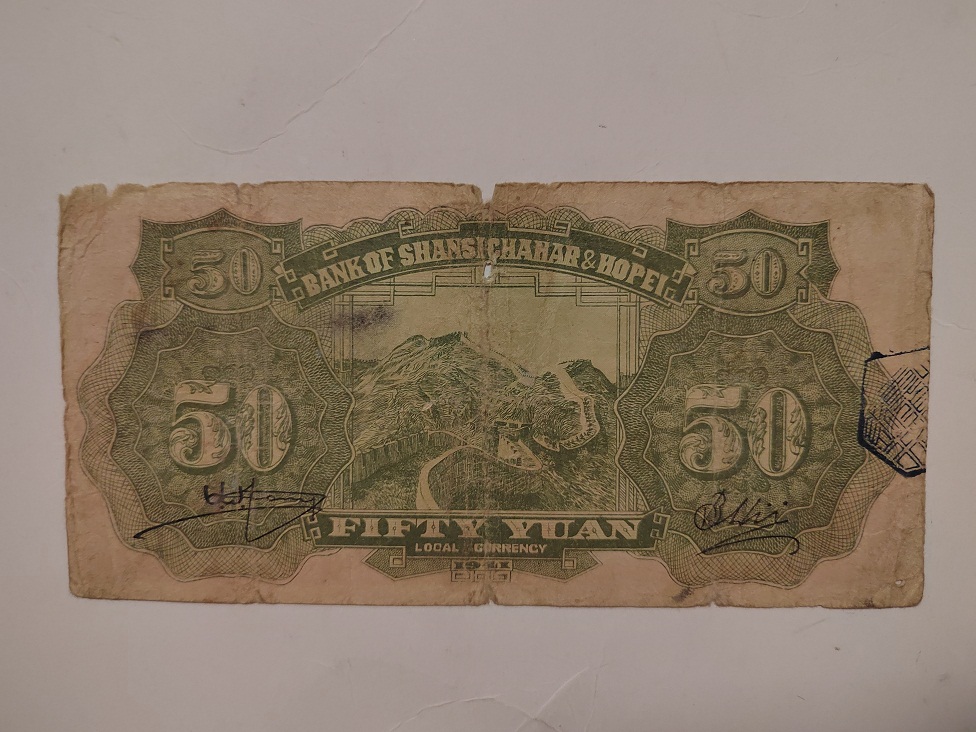 BANK OF SHANSI CHAHAR & HOPEI
50 50
50 50
FIFTY YUAN
LOCAL CURRENCY